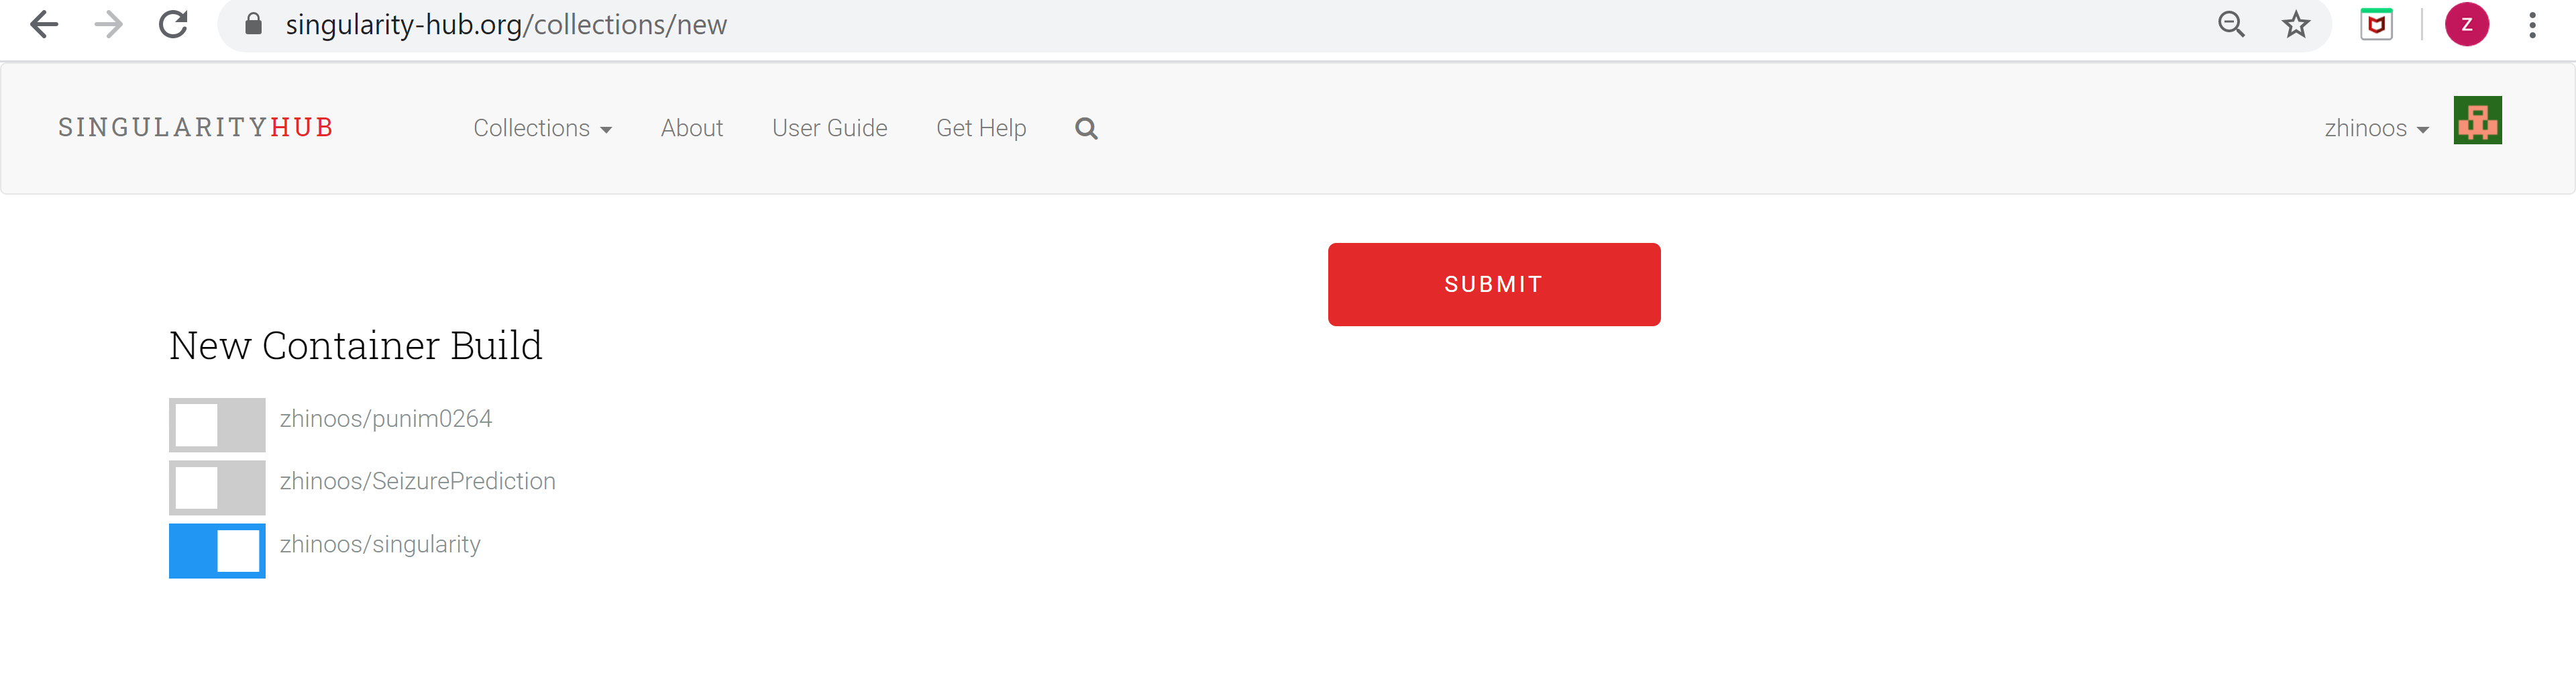 singularity-hub.org/collections/new
Z
SINGULARITYHUB
Collections
About
User Guide
Get Help
zhinoos
SUBMIT
New Container Build
zhinoos/punim0264
zhinoos/SeizurePrediction
zhinoos/singularity